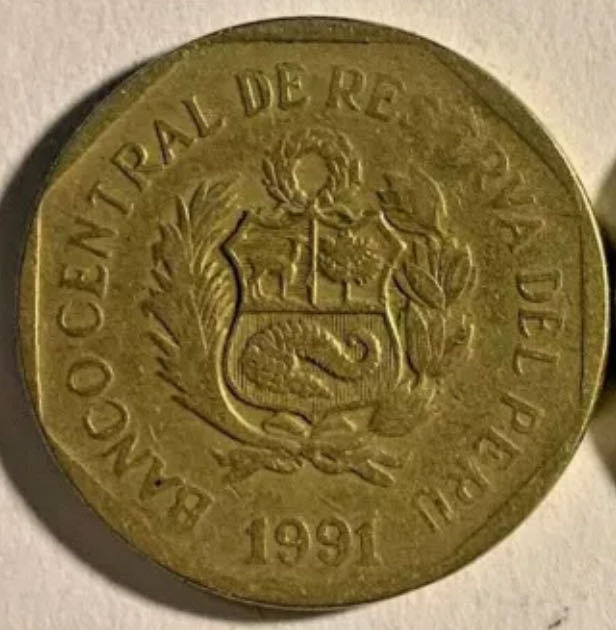 BANCO CENTRAL DE RESERVA DEL PERU
1991